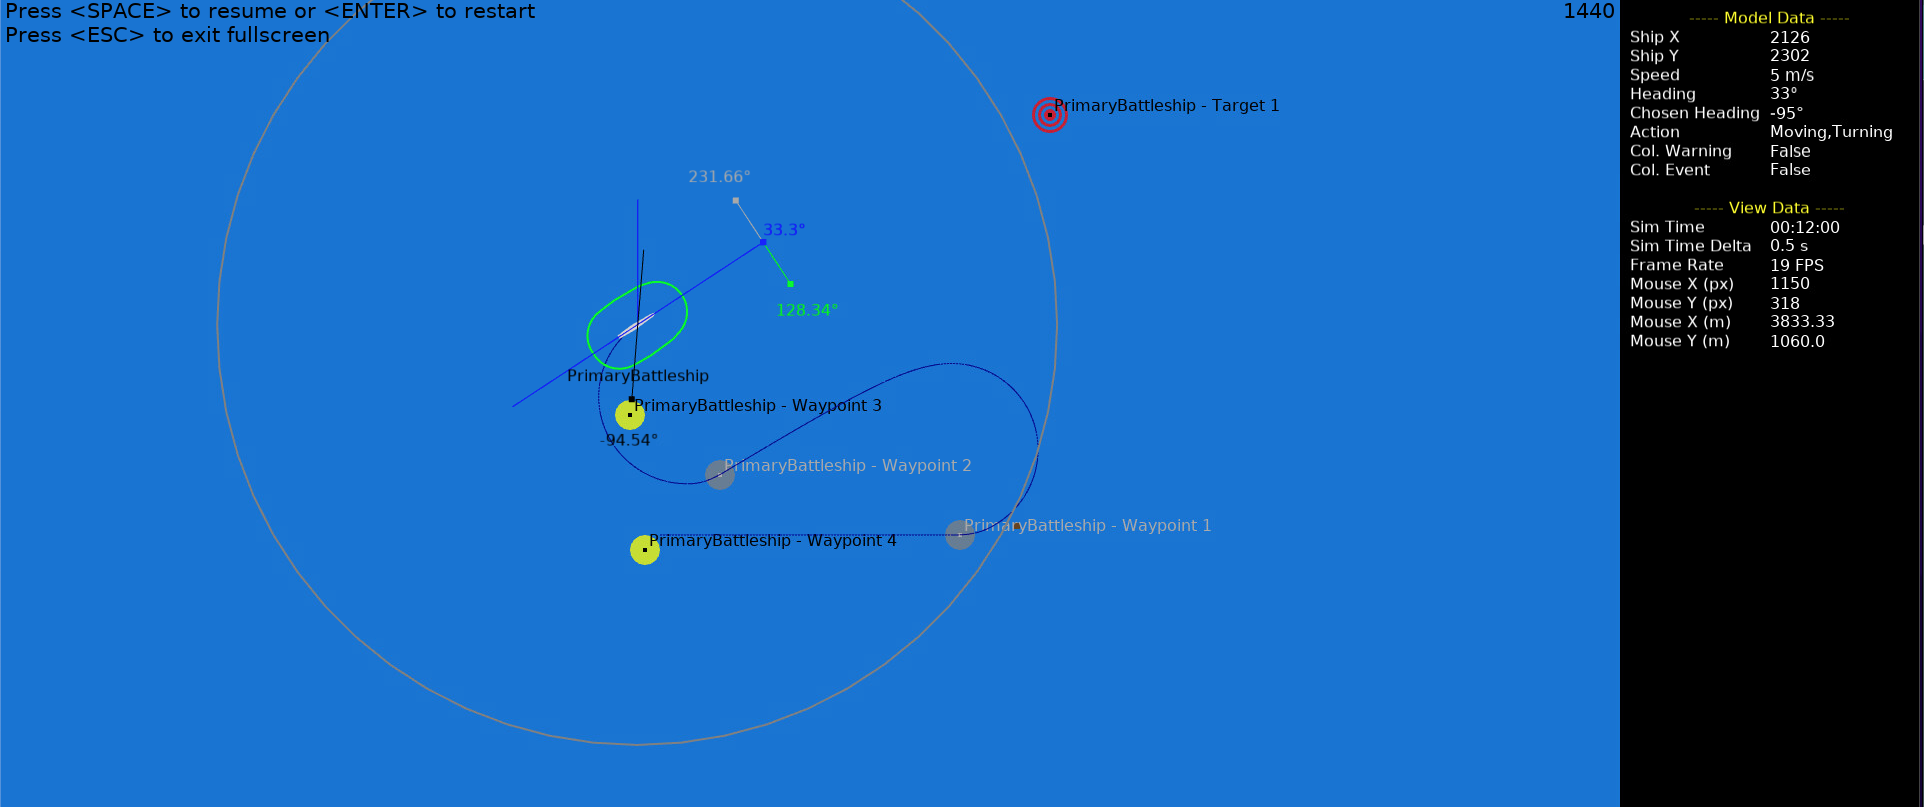 Press <SPACE> to resume or <ENTER> to restart
Press <ESC> to exit fullscreen
1440
PrimaryBattleship - Target 1
231.66°
33.3°
128.34°
PrimaryBattleship
PrimaryBattleship - Waypoint 3
-94.54°
PrimaryBattleship - Waypoint 2
PrimaryBattleship - Waypoint 1
PrimaryBattleship - Waypoint 4
----- Model Data -----
Ship X 2126
Ship Y 2302
Speed 5 m/s
Heading 33°
Chosen Heading -95°
Action Moving,Turning
Col. Warning False
Col. Event False
----- View Data -----
Sim Time 00:12:00
Sim Time Delta 0.5 s
Frame Rate 19 FPS
Mouse X (px) 1150
Mouse Y (px) 318
Mouse X (m) 3833.33
Mouse Y (m) 1060.0